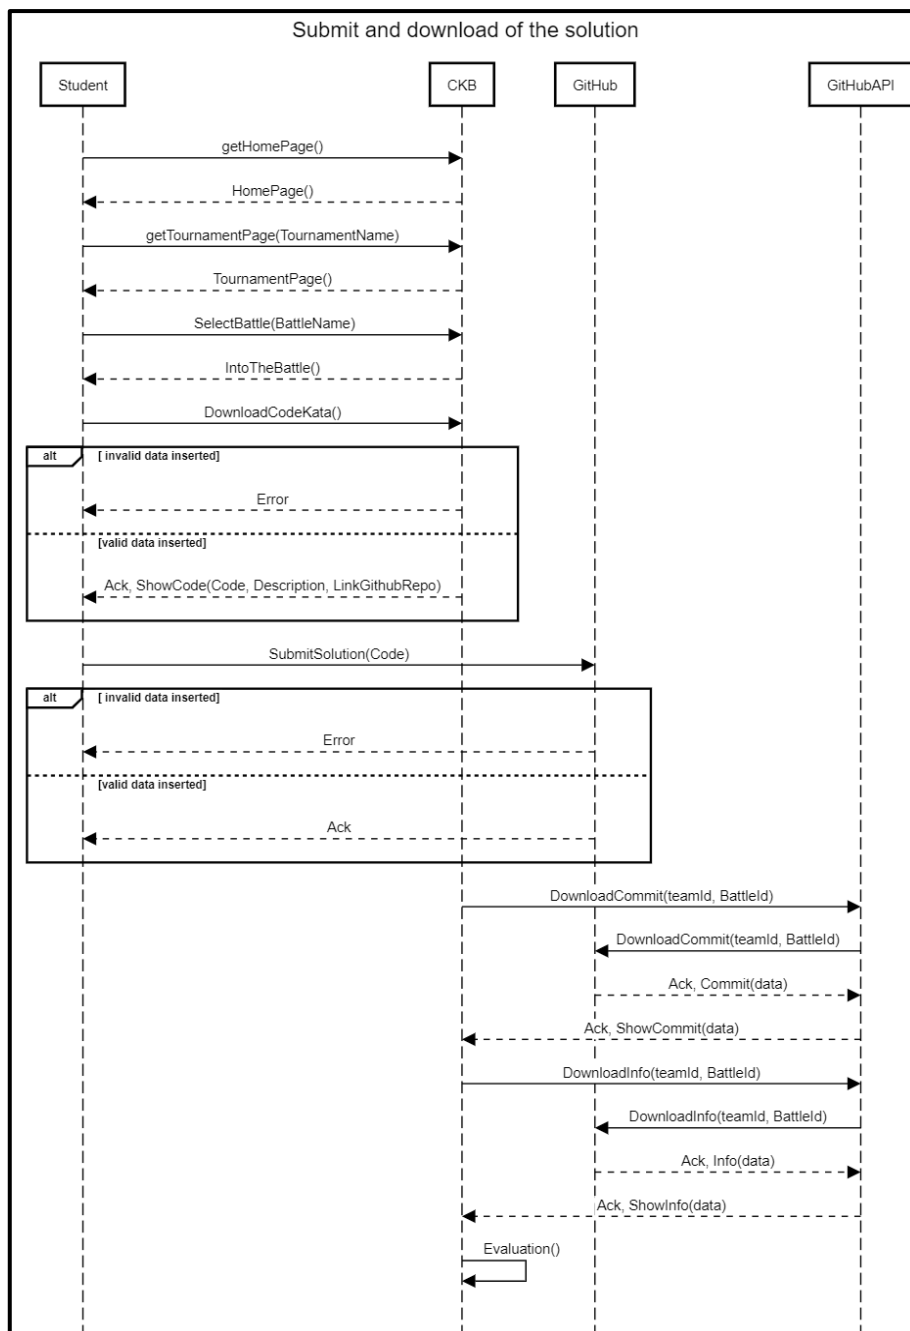 Submit and download of the solution
Student
CKB
GitHub
GitHubAPI
getHomePage()
HomePage()
getTournamentPage(TournamentName)
TournamentPage()
SelectBattle(BattleName)
IntoTheBattle()
DownloadCodeKata()
alt
[ invalid data inserted]
Error
[valid data inserted]
Ack, ShowCode(Code, Description, LinkGithubRepo)
SubmitSolution(Code)
alt
[ invalid data inserted]
Error
[valid data inserted]
Ack
DownloadCommit(teamId, BattleId)
DownloadCommit(teamId, BattleId)
Ack, Commit(data)
Ack, ShowCommit(data)
DownloadInfo(teamId, BattleId)
DownloadInfo(teamId, BattleId)
Ack, Info(data)
Ack, ShowInfo(data)
Evaluation()